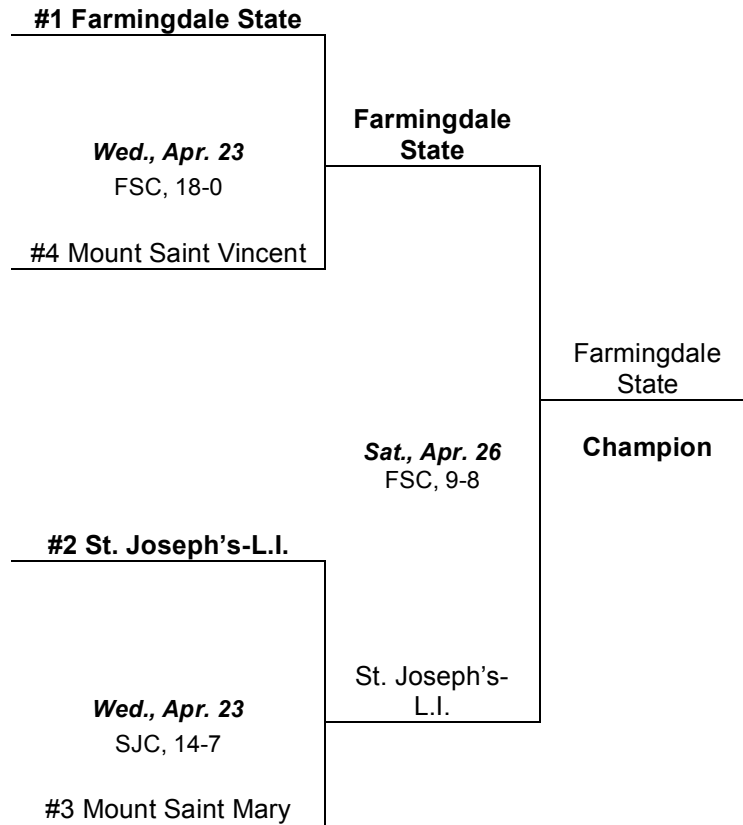 #1 Farmingdale State
Wed., Apr. 23
FSC, 18-0
#4 Mount Saint Vincent
Farmingdale
State
Farmingdale
State
Champion
Sat., Apr. 26
FSC, 9-8
#2 St. Joseph’s-L.I.
Wed., Apr. 23
SJC, 14-7
#3 Mount Saint Mary
St. Joseph’s-
L.I.